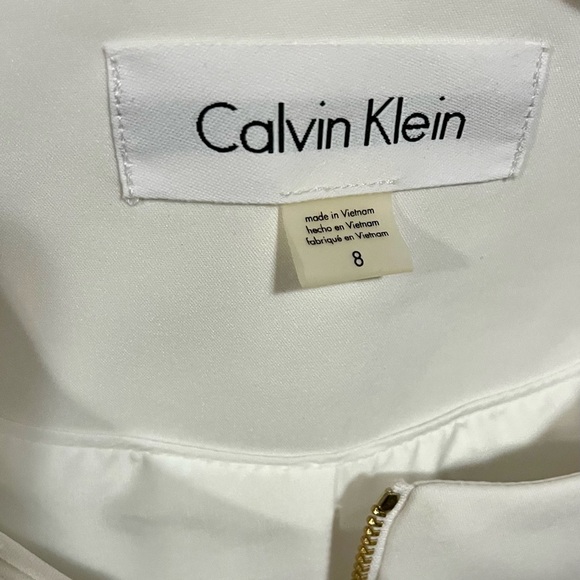 Calvin Klein
made in Vietnam
hecho en Vietnam
fabriqué en Vietnam
8